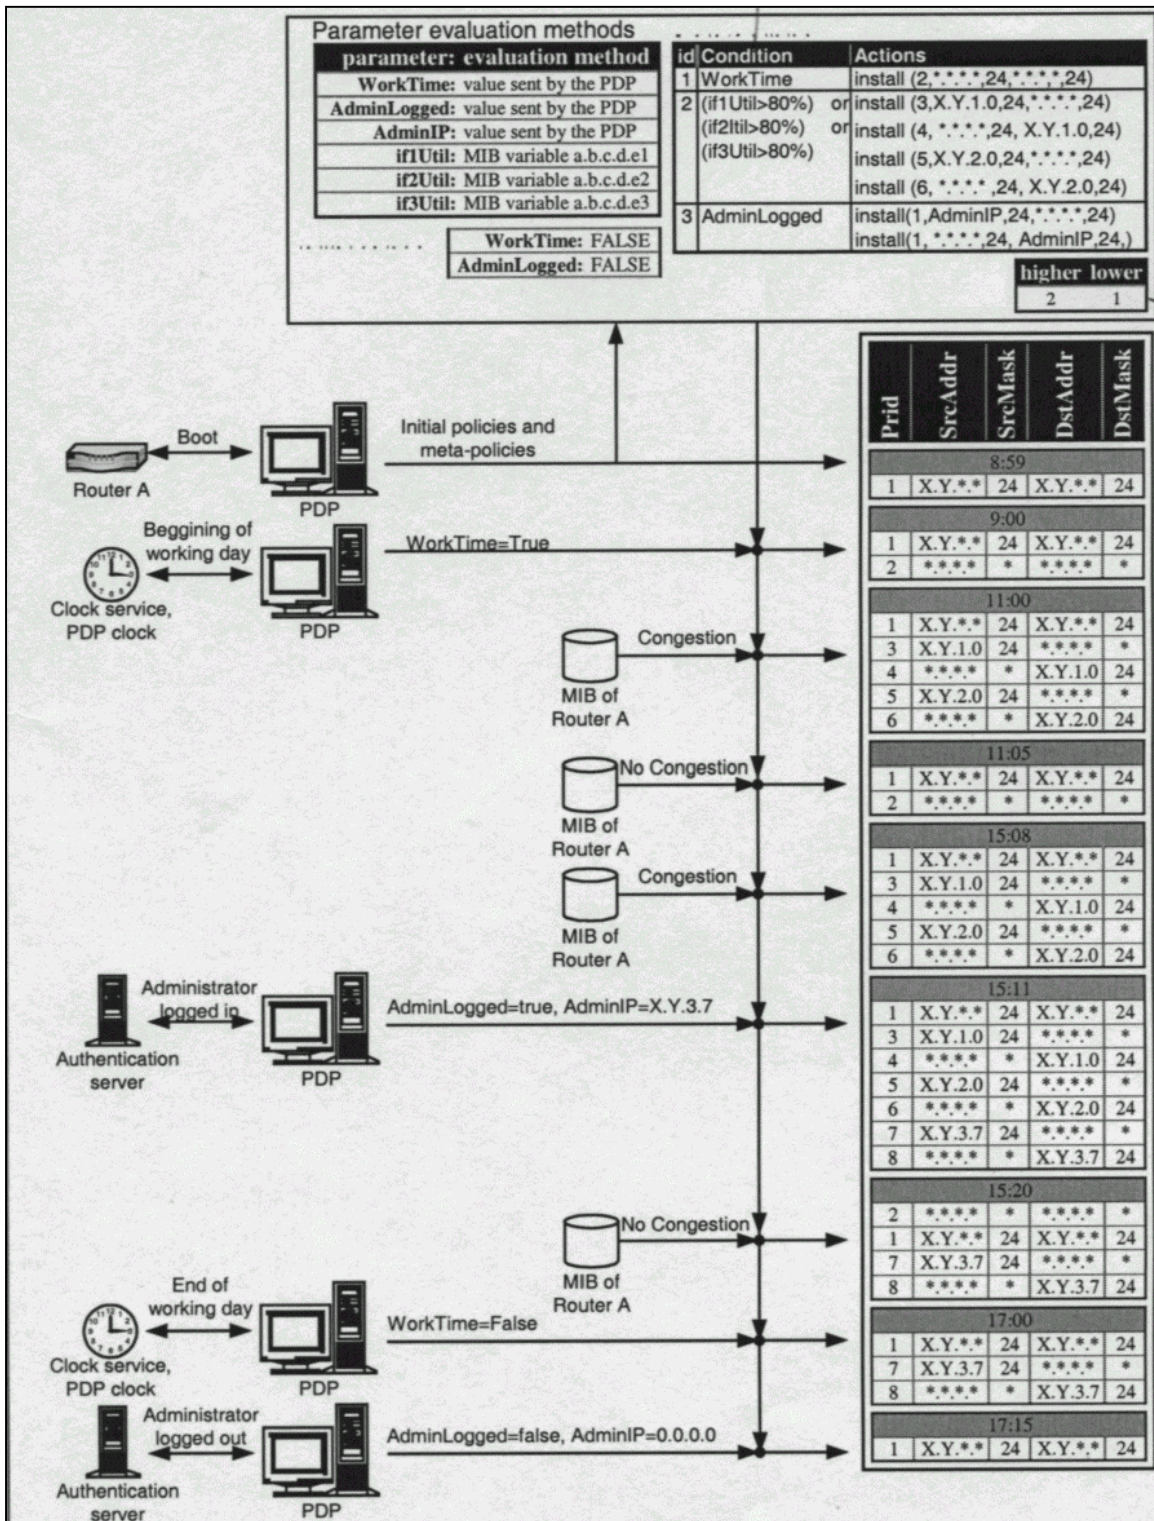 Parameter evaluation methods
parameter: evaluation method
WorkTime: value sent by the PDP
AdminLogged: value sent by the PDP
AdminIP: value sent by the PDP
if1Util: MIB variable a.b.c.d.e1
if2Util: MIB variable a.b.c.d.e2
if3Util: MIB variable a.b.c.d.e3
WorkTime: FALSE
AdminLogged: FALSE
id Condition Actions
1 WorkTime install (2,*.*.*.*,24,*.*.*.*,24)
2 (if1Util>80%) or install (3,X.Y.1.0,24,*.*.*.*,24)
(if2Itil>80%) or install (4, *.*.*.*,24, X.Y.1.0,24)
(if3Util>80%)
install (5,X.Y.2.0,24,*.*.*.*,24)
install (6, *.*.*.* ,24, X.Y.2.0,24)
3 AdminLogged install(1,AdminIP,24,*.*.*.*,24)
install(1, *.*.*.*,24, AdminIP,24,)
higher lower
2 1
Boot
Router A
PDP
Initial policies and
meta-policies
Beggining of
working day
Clock service,
PDP clock
PDP
WorkTime=True
Congestion
MIB of
Router A
No Congestion
MIB of
Router A
Congestion
MIB of
Router A
Administrator
logged in
Authentication
server
PDP
AdminLogged=true, AdminIP=X.Y.3.7
No Congestion
MIB of
Router A
End of
working day
Clock service,
PDP clock
PDP
WorkTime=False
Administrator
logged out
Authentication
server
PDP
AdminLogged=false, AdminIP=0.0.0.0
Prid SrcAddr SrcMask DstAddr DstMask
8:59
1 X.Y.*.* 24 X.Y.*.* 24
9:00
1 X.Y.*.* 24 X.Y.*.* 24
2 *.*.*.* * *.*.*.* *
11:00
1 X.Y.*.* 24 X.Y.*.* 24
3 X.Y.1.0 24 *.*.*.* *
4 *.*.*.* * X.Y.1.0 24
5 X.Y.2.0 24 *.*.*.* *
6 *.*.*.* * X.Y.2.0 24
11:05
1 X.Y.*.* 24 X.Y.*.* 24
2 *.*.*.* * *.*.*.* *
15:08
1 X.Y.*.* 24 X.Y.*.* 24
3 X.Y.1.0 24 *.*.*.* *
4 *.*.*.* * X.Y.1.0 24
5 X.Y.2.0 24 *.*.*.* *
6 *.*.*.* * X.Y.2.0 24
15:11
1 X.Y.*.* 24 X.Y.*.* 24
3 X.Y.1.0 24 *.*.*.* *
4 *.*.*.* * X.Y.1.0 24
5 X.Y.2.0 24 *.*.*.* *
6 *.*.*.* * X.Y.2.0 24
7 X.Y.3.7 24 *.*.*.* *
8 *.*.*.* * X.Y.3.7 24
15:20
2 *.*.*.* * *.*.*.* *
1 X.Y.*.* 24 X.Y.*.* 24
7 X.Y.3.7 24 *.*.*.* *
8 *.*.*.* * X.Y.3.7 24
17:00
1 X.Y.*.* 24 X.Y.*.* 24
7 X.Y.3.7 24 *.*.*.* *
8 *.*.*.* * X.Y.3.7 24
17:15
1 X.Y.*.* 24 X.Y.*.* 24